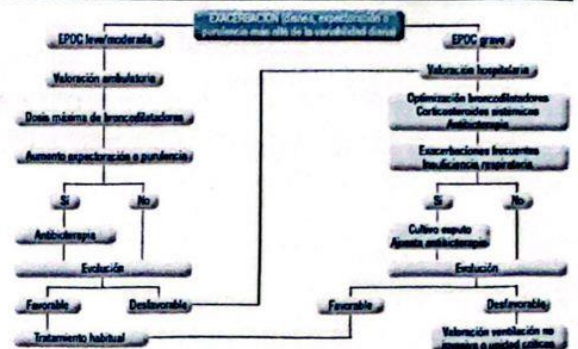 EXACERBACIÓN (disnea, expectoración o
purulencia más allá de la variabilidad diaria)
EPOC leve/moderada
EPOC grave
Valoración ambulatoria
Valoración hospitalaria
Dosis máxima de broncodilatadores
Optimización broncodilatadores
Corticosteroides sistémicos
Antibioterapia
Aumento expectoración o purulencia
Exacerbaciones frecuentes
Insuficiencia respiratoria
Sí
No
Sí
No
Antibioterapia
Cultivo esputo
Ajuste antibioterapia
Evolución
Evolución
Favorable
Desfavorable
Favorable
Desfavorable
Tratamiento habitual
Valoración ventilación no
invasiva o unidad críticos